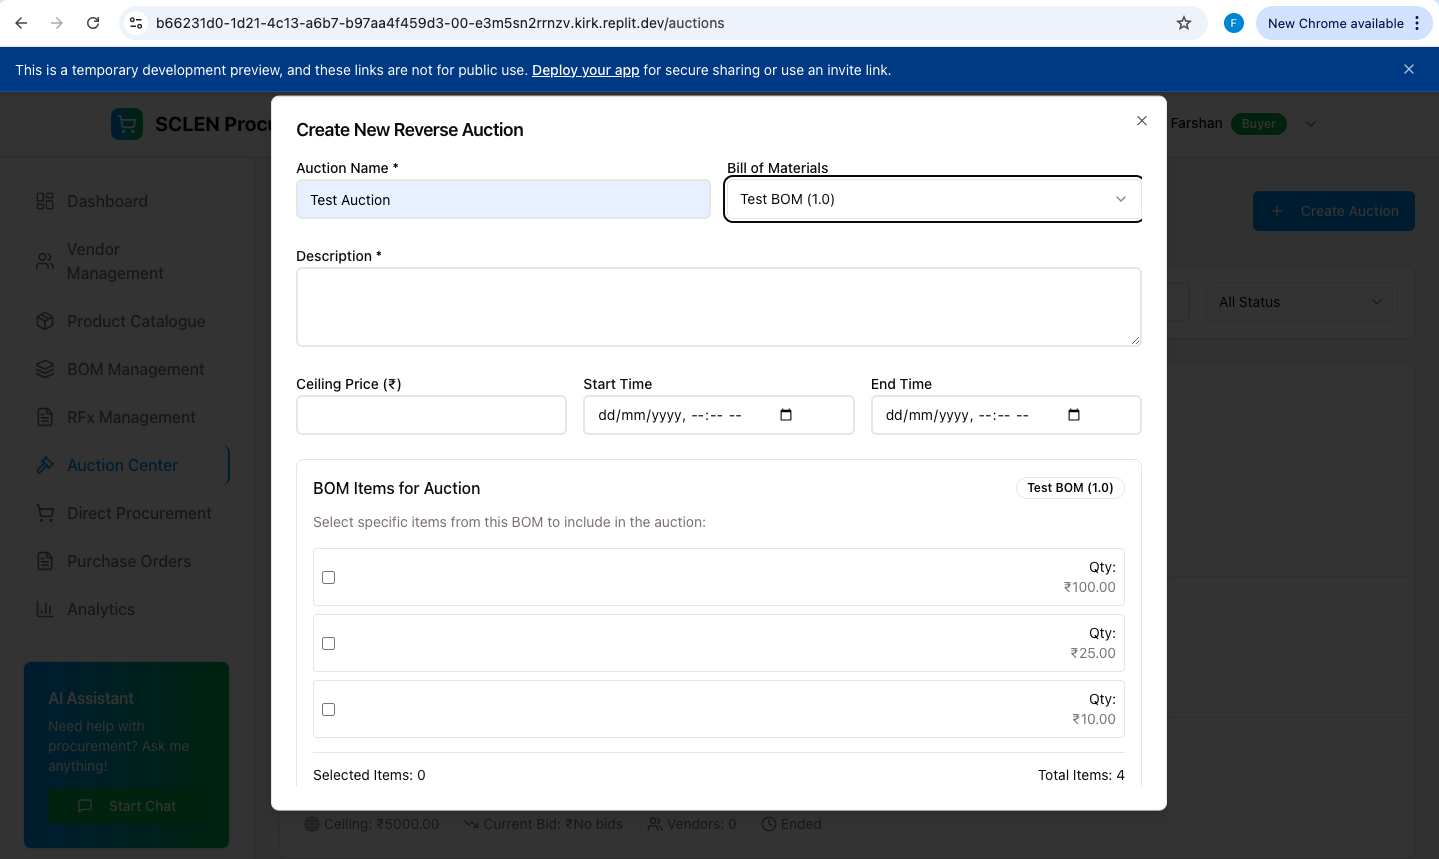 b66231d0-1d21-4c13-a6b7-b97aa4f459d3-00-e3m5sn2rrnzv.kirk.replit.dev/auctions
F
New Chrome available
This is a temporary development preview, and these links are not for public use. Deploy your app for secure sharing or use an invite link.
SCLEN Procu
Farshan
Buyer
Dashboard
Vendor
Management
Product Catalogue
BOM Management
RFx Management
Auction Center
Direct Procurement
Purchase Orders
Analytics
AI Assistant
Need help with
procurement? Ask me
anything!
Start Chat
Create Auction
All Status
Create New Reverse Auction
Auction Name *
Bill of Materials
Test Auction
Test BOM (1.0)
Description *
Ceiling Price (₹)
Start Time
End Time
dd/mm/yyyy, --:-- --
dd/mm/yyyy, --:-- --
BOM Items for Auction
Test BOM (1.0)
Select specific items from this BOM to include in the auction:
Qty:
₹100.00
Qty:
₹25.00
Qty:
₹10.00
Selected Items: 0
Total Items: 4
Ceiling: ₹5000.00
Current Bid: ₹No bids
Vendors: 0
Ended